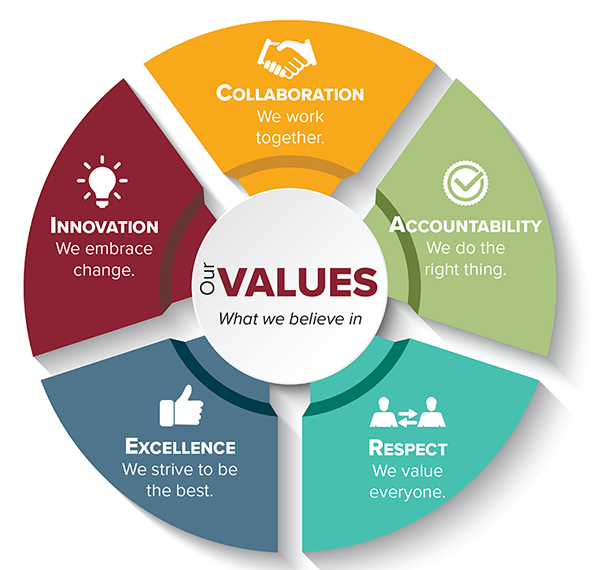 COLLABORATION
We work
together.
ACCOUNTABILITY
We do the
right thing.
RESPECT
We value
everyone.
EXCELLENCE
We strive to be
the best.
INNOVATION
We embrace
change.
Our VALUES
What we believe in